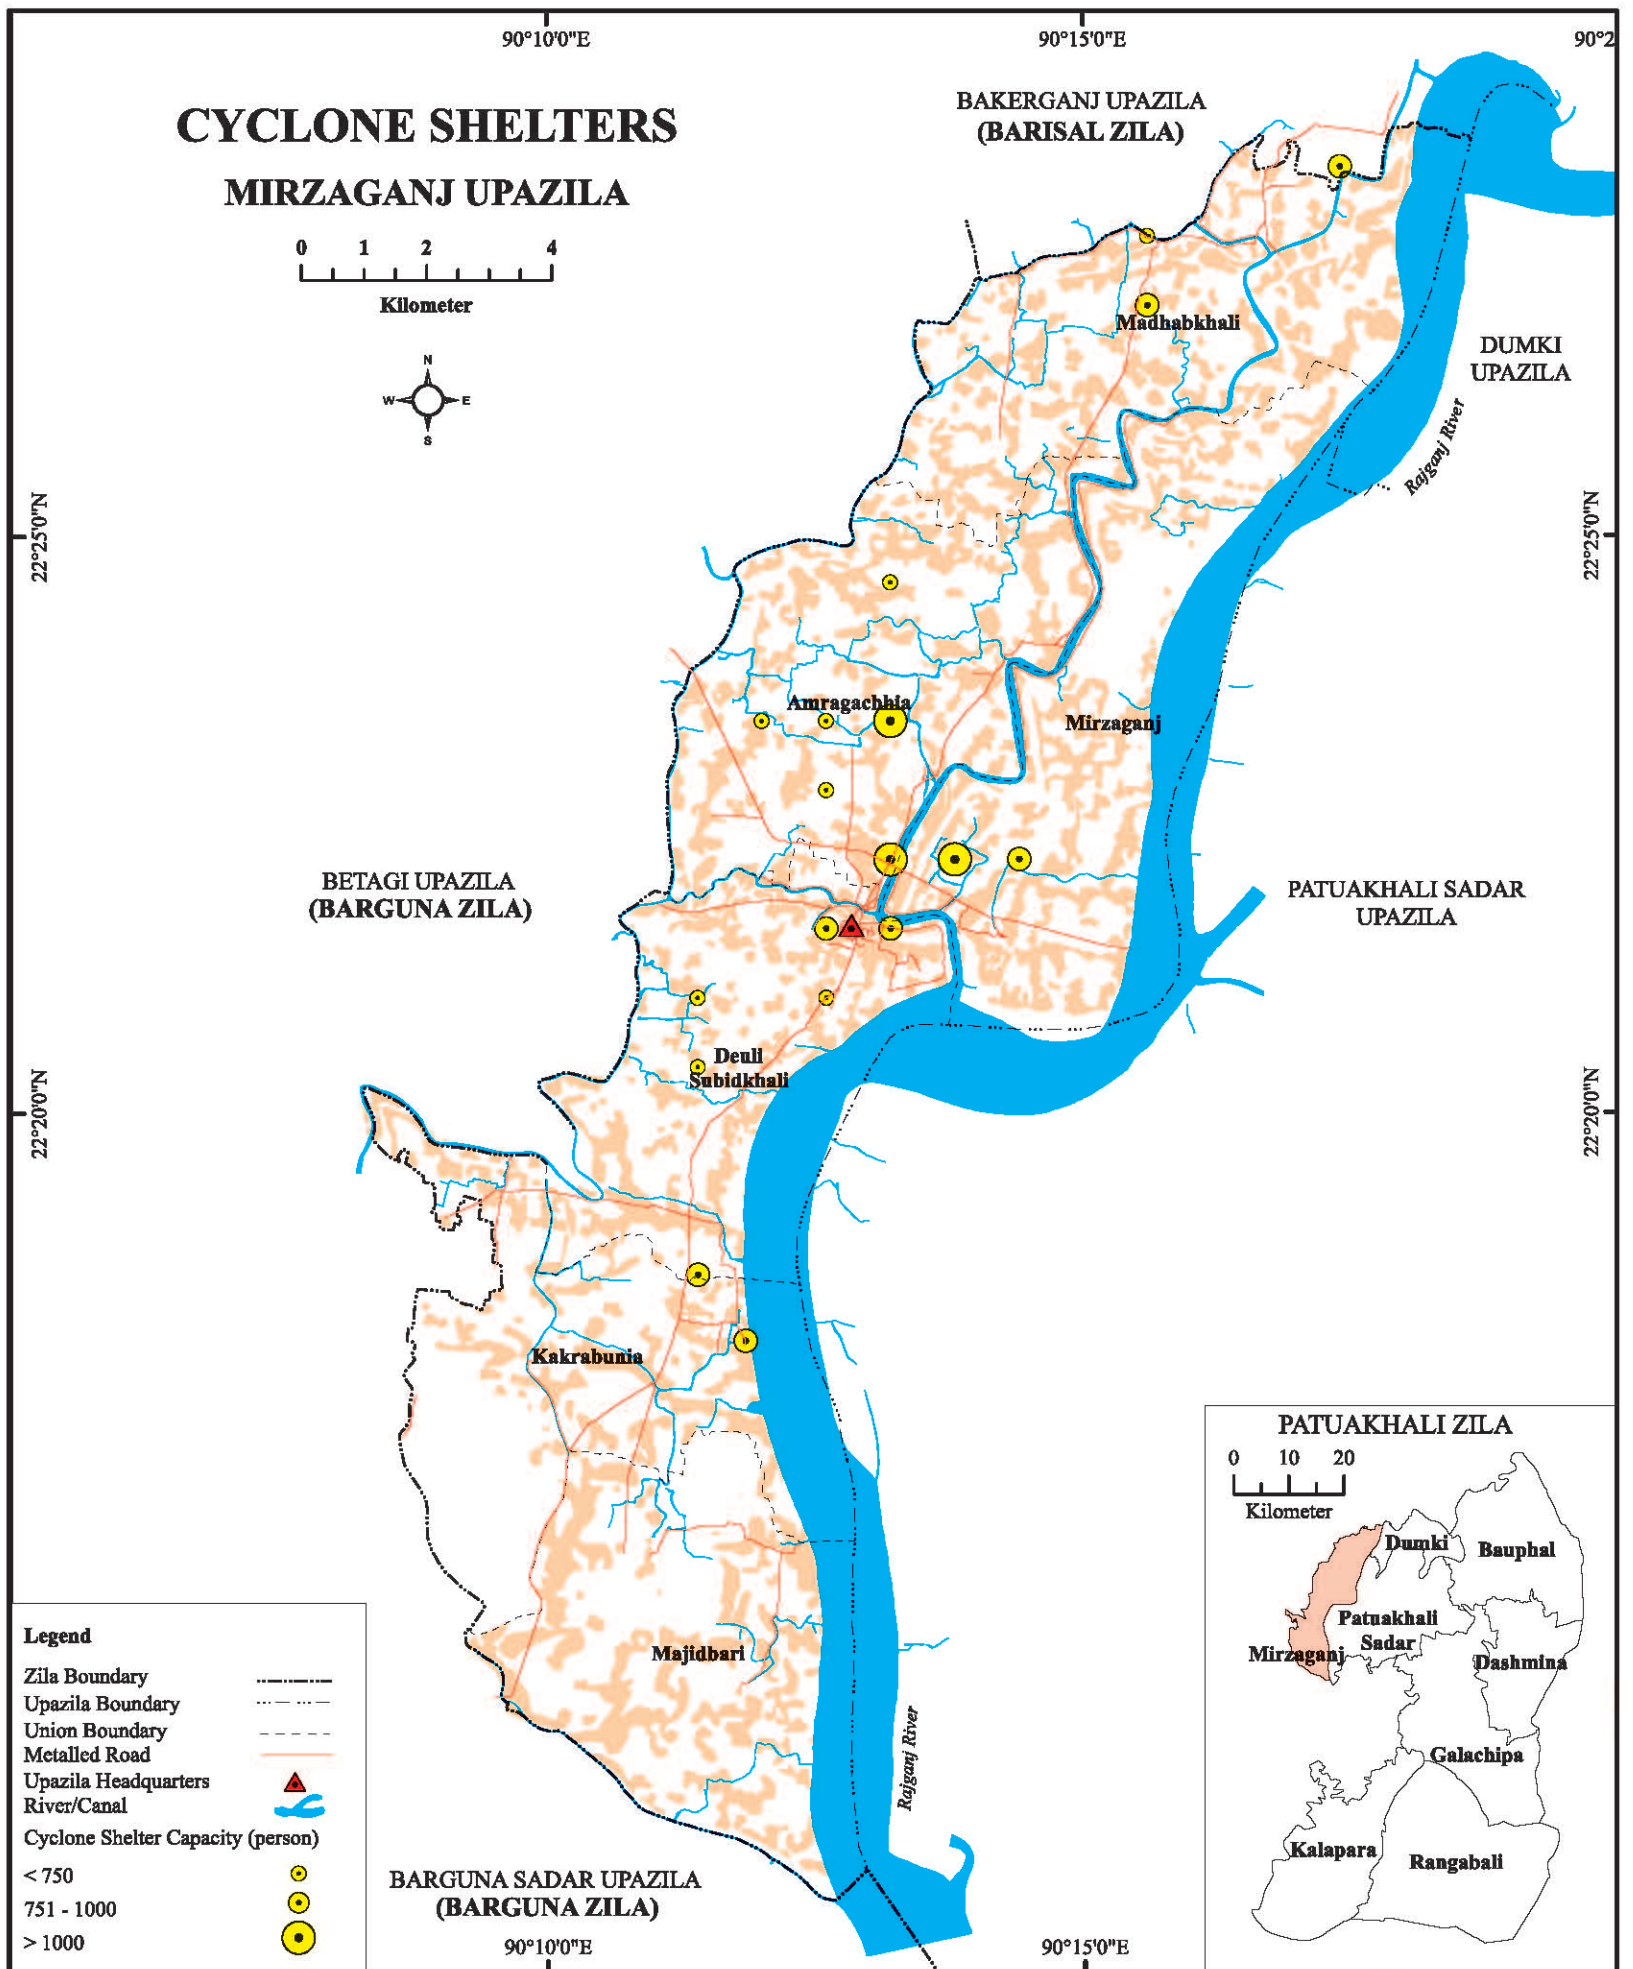 90°10'0"E
90°15'0"E
90°2
CYCLONE SHELTERS
MIRZAGANJ UPAZILA
0 1 2 4
Kilometer
N
W E
S
BAKERGANJ UPAZILA
(BARISAL ZILA)
Madhabkhali
DUMKI
UPAZILA
Rajganj River
22°25'0"N
22°25'0"N
Amragachhia
Mirzaganj
BETAGI UPAZILA
(BARGUNA ZILA)
PATUAKHALI SADAR
UPAZILA
Deuli
Subidkhali
22°20'0"N
22°20'0"N
Kakrabunia
Majidbari
Rajganj River
BARGUNA SADAR UPAZILA
(BARGUNA ZILA)
Legend
Zila Boundary
Upazila Boundary
Union Boundary
Metalled Road
Upazila Headquarters
River/Canal
Cyclone Shelter Capacity (person)
< 750
751 - 1000
> 1000
PATUAKHALI ZILA
0 10 20
Kilometer
Dumki
Bauphal
Patuakhali
Sadar
Mirzaganj
Dashmina
Galachipa
Kalapara
Rangabali
90°10'0"E
90°15'0"E